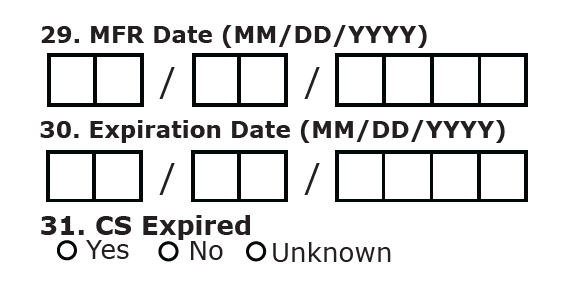 29. MFR Date (MM/DD/YYYY)
/ /
30. Expiration Date (MM/DD/YYYY)
/ /
31. CS Expired
Yes No Unknown